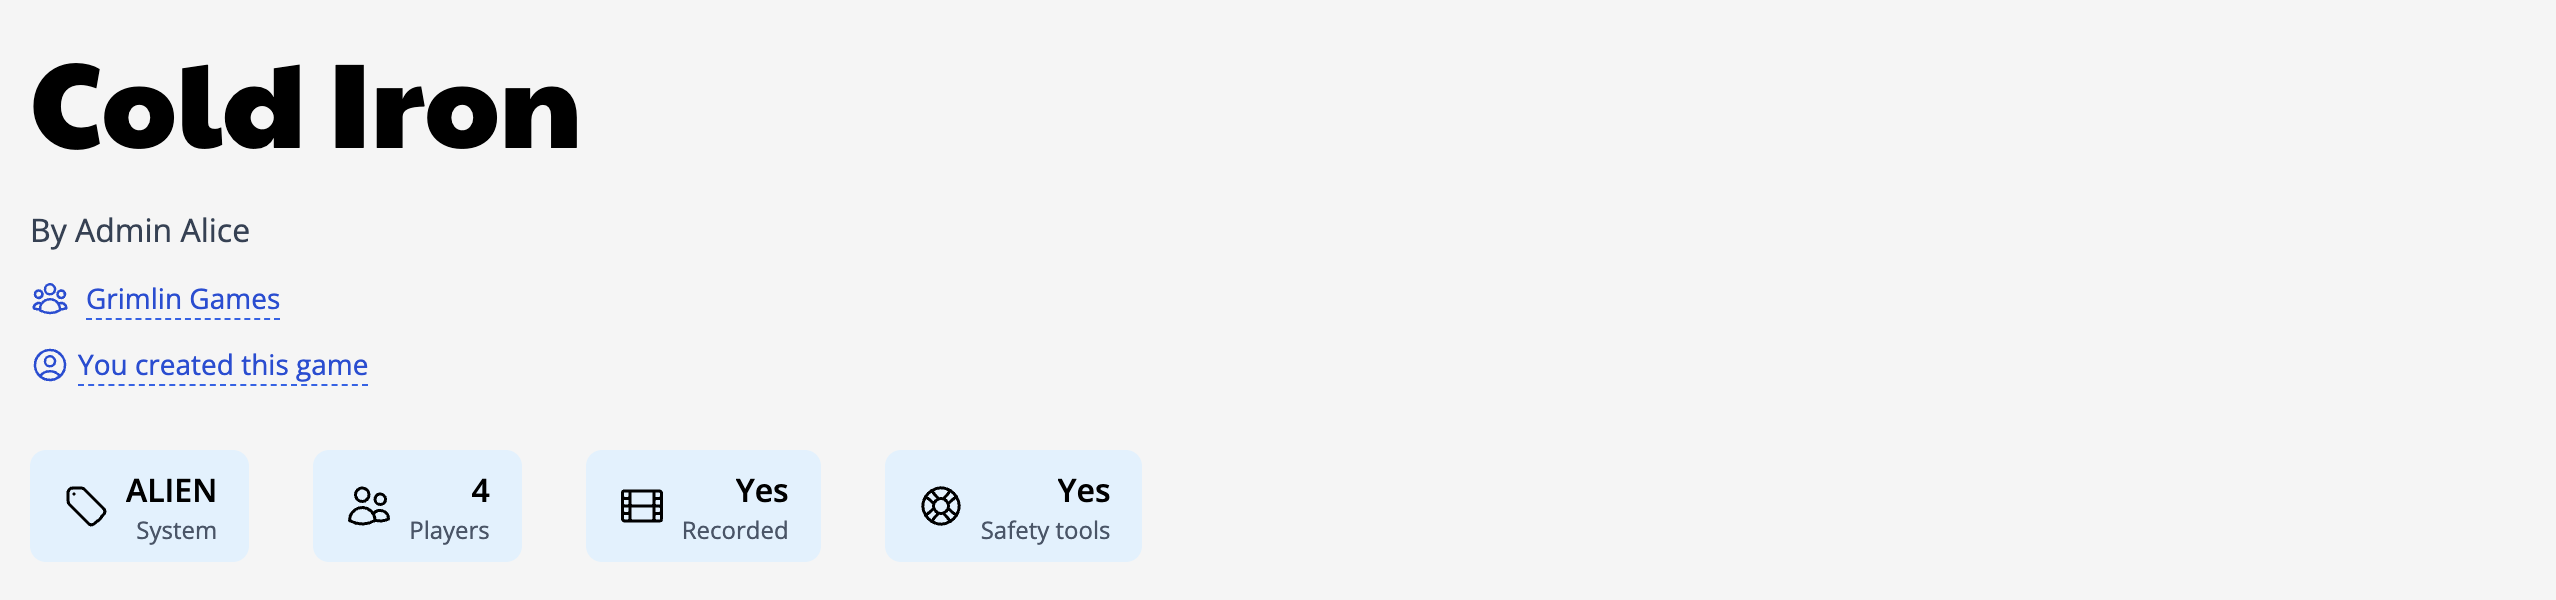 Cold Iron
By Admin Alice
Grimlin Games
You created this game
ALIEN
System
4
Players
Yes
Recorded
Yes
Safety tools